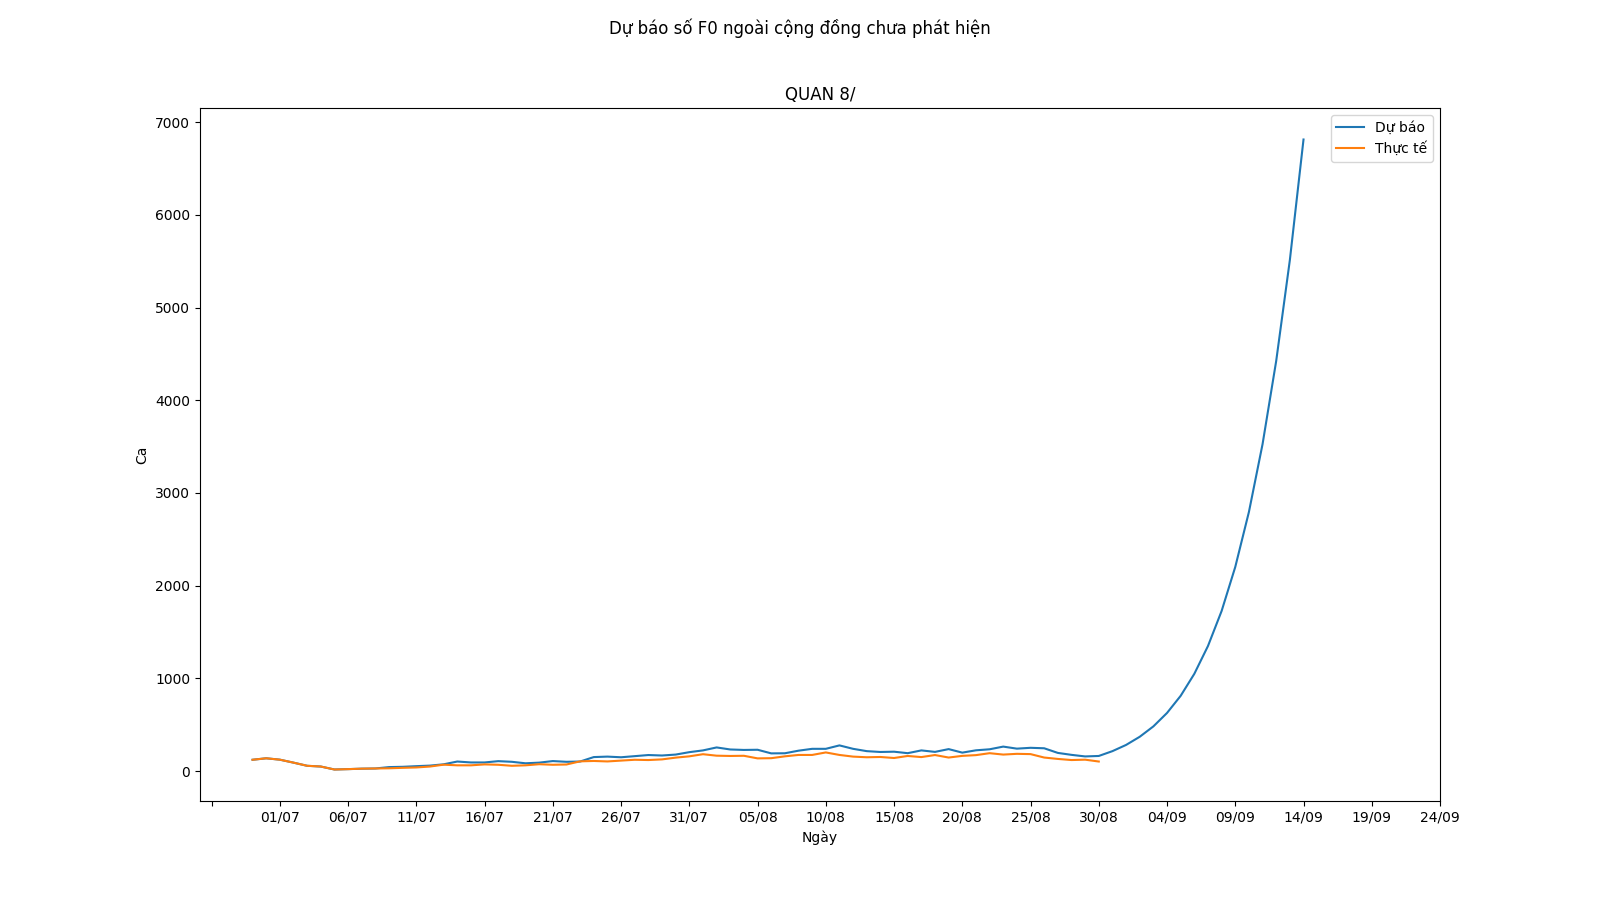 Dự báo số F0 ngoài cộng đồng chưa phát hiện
QUAN 8/
Dự báo
Thực tế
7000
6000
5000
4000
3000
2000
1000
0
Ca
01/07 06/07 11/07 16/07 21/07 26/07 31/07 05/08 10/08 15/08 20/08 25/08 30/08 04/09 09/09 14/09 19/09 24/09
Ngày